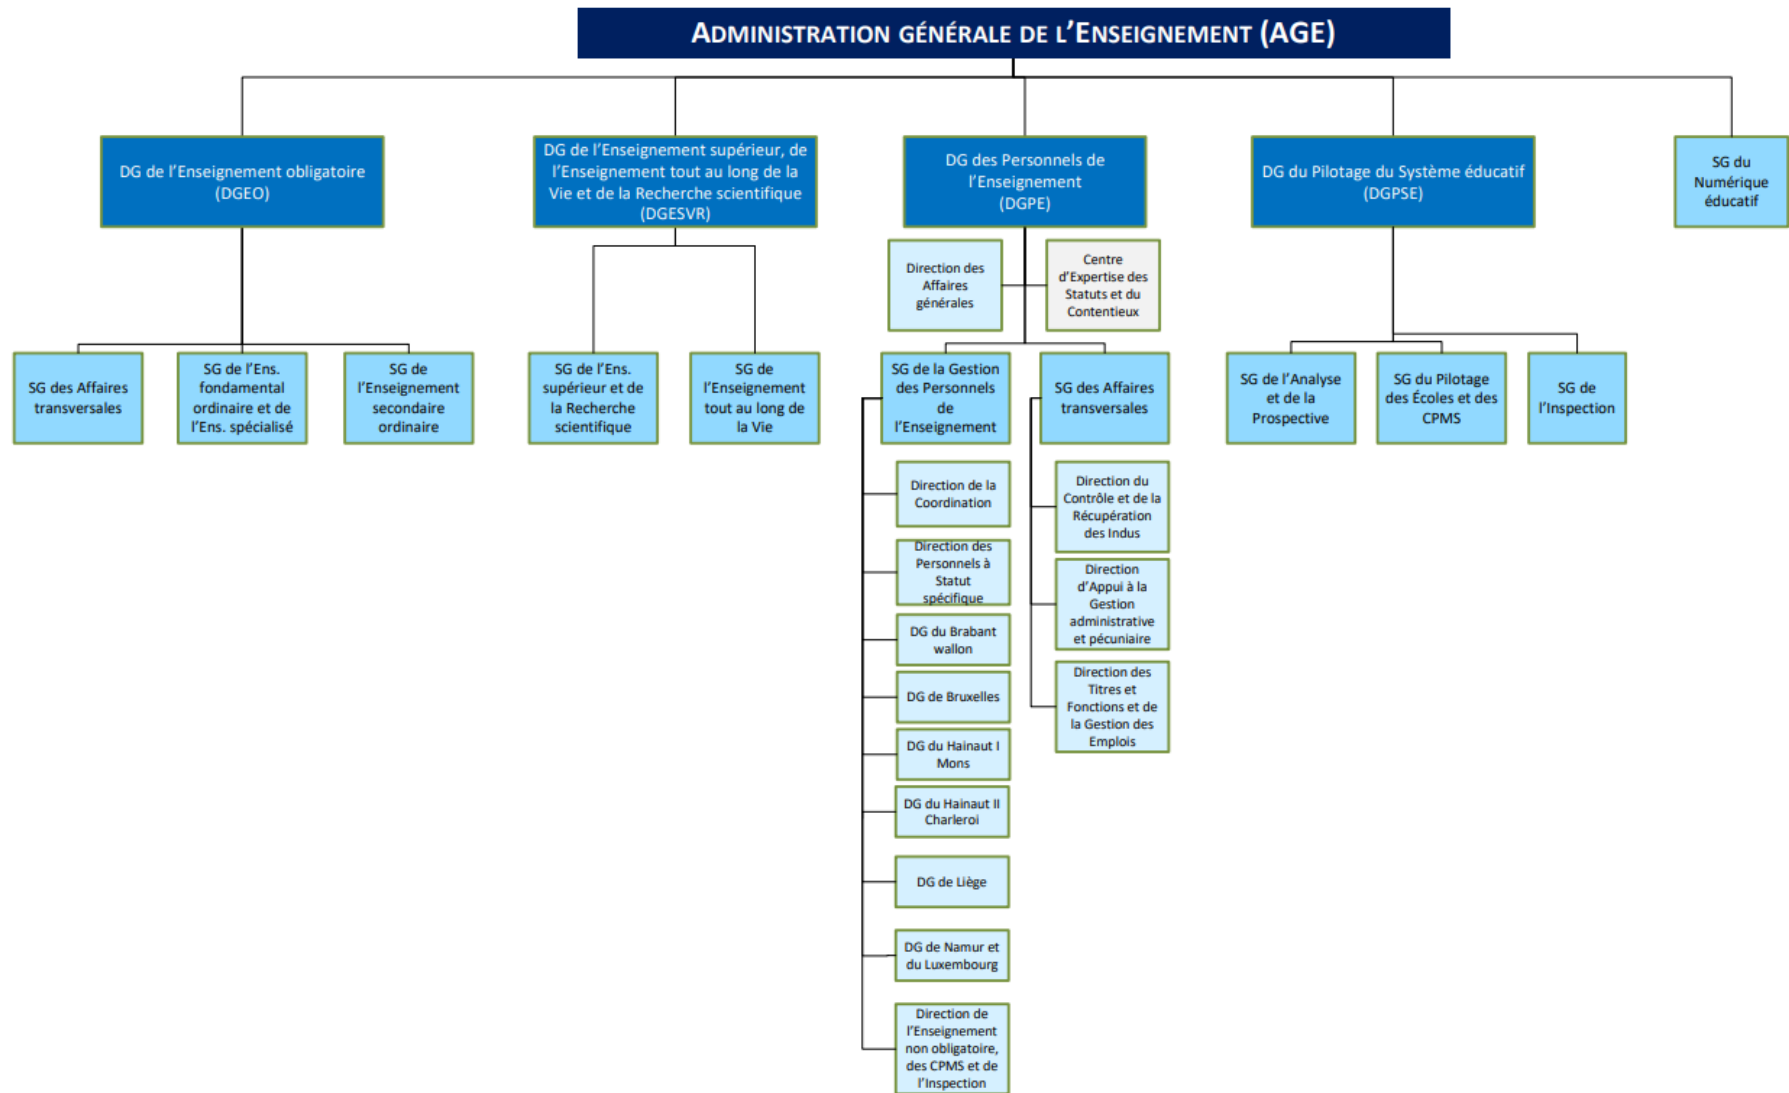 ADMINISTRATION GÉNÉRALE DE L’ENSEIGNEMENT (AGE)
DG de l’Enseignement obligatoire
(DGEO)
DG de l’Enseignement supérieur, de
l’Enseignement tout au long de la
Vie et de la Recherche scientifique
(DGESVR)
DG des Personnels de
l’Enseignement
(DGPE)
DG du Pilotage du Système éducatif
(DGPSE)
SG du
Numérique
éducatif
Direction des
Affaires
générales
Centre
d’Expertise des
Statuts et du
Contentieux
SG des Affaires
transversales
SG de l’Ens.
fondamental
ordinaire et de
l’Ens. spécialisé
SG de
l’Enseignement
secondaire
ordinaire
SG de l’Ens.
supérieur et de
la Recherche
scientifique
SG de
l’Enseignement
tout au long de
la Vie
SG de la Gestion
des Personnels
de
l’Enseignement
SG des Affaires
transversales
SG de l’Analyse
et de la
Prospective
SG du Pilotage
des Écoles et des
CPMS
SG de
l’Inspection
Direction de la
Coordination
Direction des
Personnels à
Statut
spécifique
DG du Brabant
wallon
DG de Bruxelles
DG du Hainaut I
Mons
DG du Hainaut II
Charleroi
DG de Liège
DG de Namur et
du Luxembourg
Direction de
l’Enseignement
non obligatoire,
des CPMS et de
l’Inspection
Direction du
Contrôle et de la
Récupération
des Indus
Direction
d’Appui à la
Gestion
administrative
et pécuniaire
Direction des
Titres et
Fonctions et de
la Gestion des
Emplois